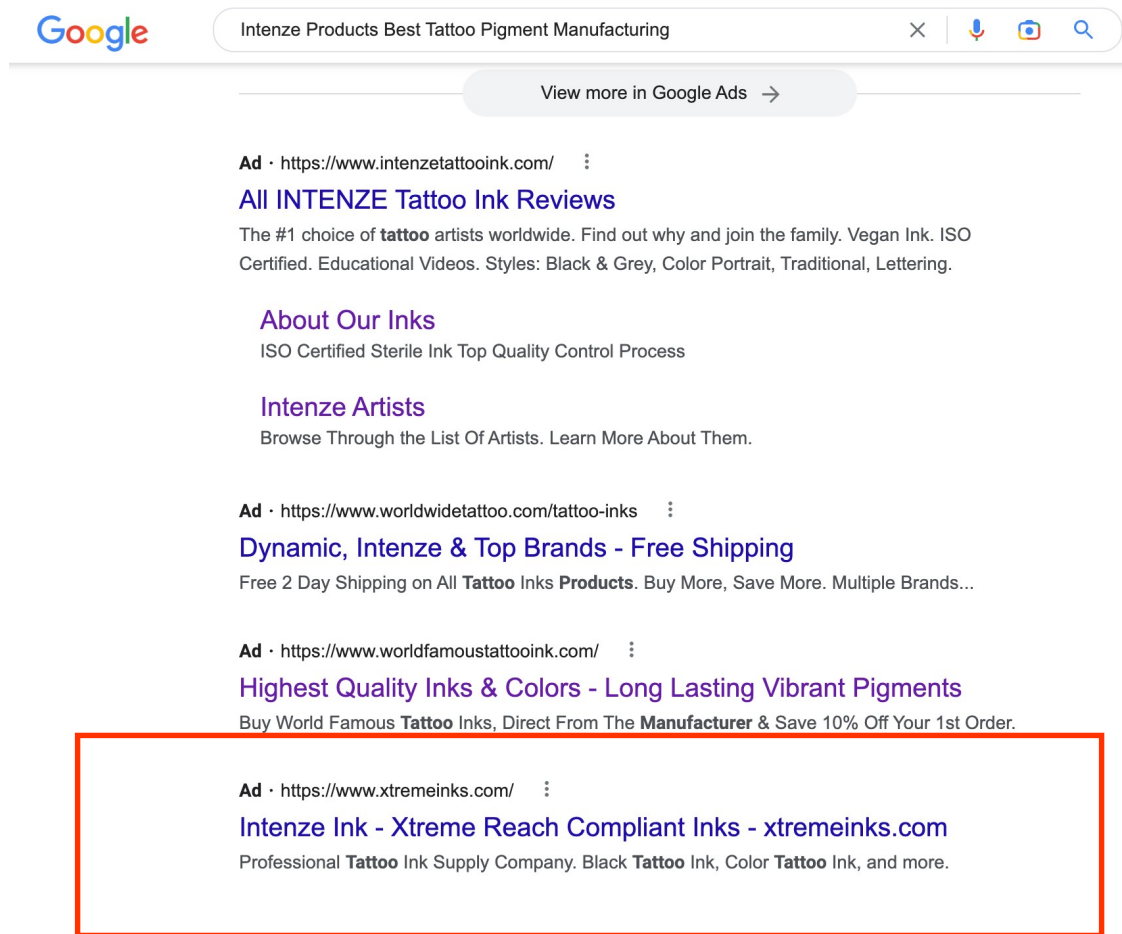 Google
Intenze Products Best Tattoo Pigment Manufacturing
View more in Google Ads →
Ad · https://www.intenzetattooink.com/
All INTENZE Tattoo Ink Reviews
The #1 choice of tattoo artists worldwide. Find out why and join the family. Vegan Ink. ISO
Certified. Educational Videos. Styles: Black & Grey, Color Portrait, Traditional, Lettering.
About Our Inks
ISO Certified Sterile Ink Top Quality Control Process
Intenze Artists
Browse Through the List Of Artists. Learn More About Them.
Ad · https://www.worldwidetattoo.com/tattoo-inks
Dynamic, Intenze & Top Brands - Free Shipping
Free 2 Day Shipping on All Tattoo Inks Products. Buy More, Save More. Multiple Brands...
Ad · https://www.worldfamoustattooink.com/
Highest Quality Inks & Colors - Long Lasting Vibrant Pigments
Buy World Famous Tattoo Inks, Direct From The Manufacturer & Save 10% Off Your 1st Order.
Ad · https://www.xtremeinks.com/
Intenze Ink - Xtreme Reach Compliant Inks - xtremeinks.com
Professional Tattoo Ink Supply Company. Black Tattoo Ink, Color Tattoo Ink, and more.